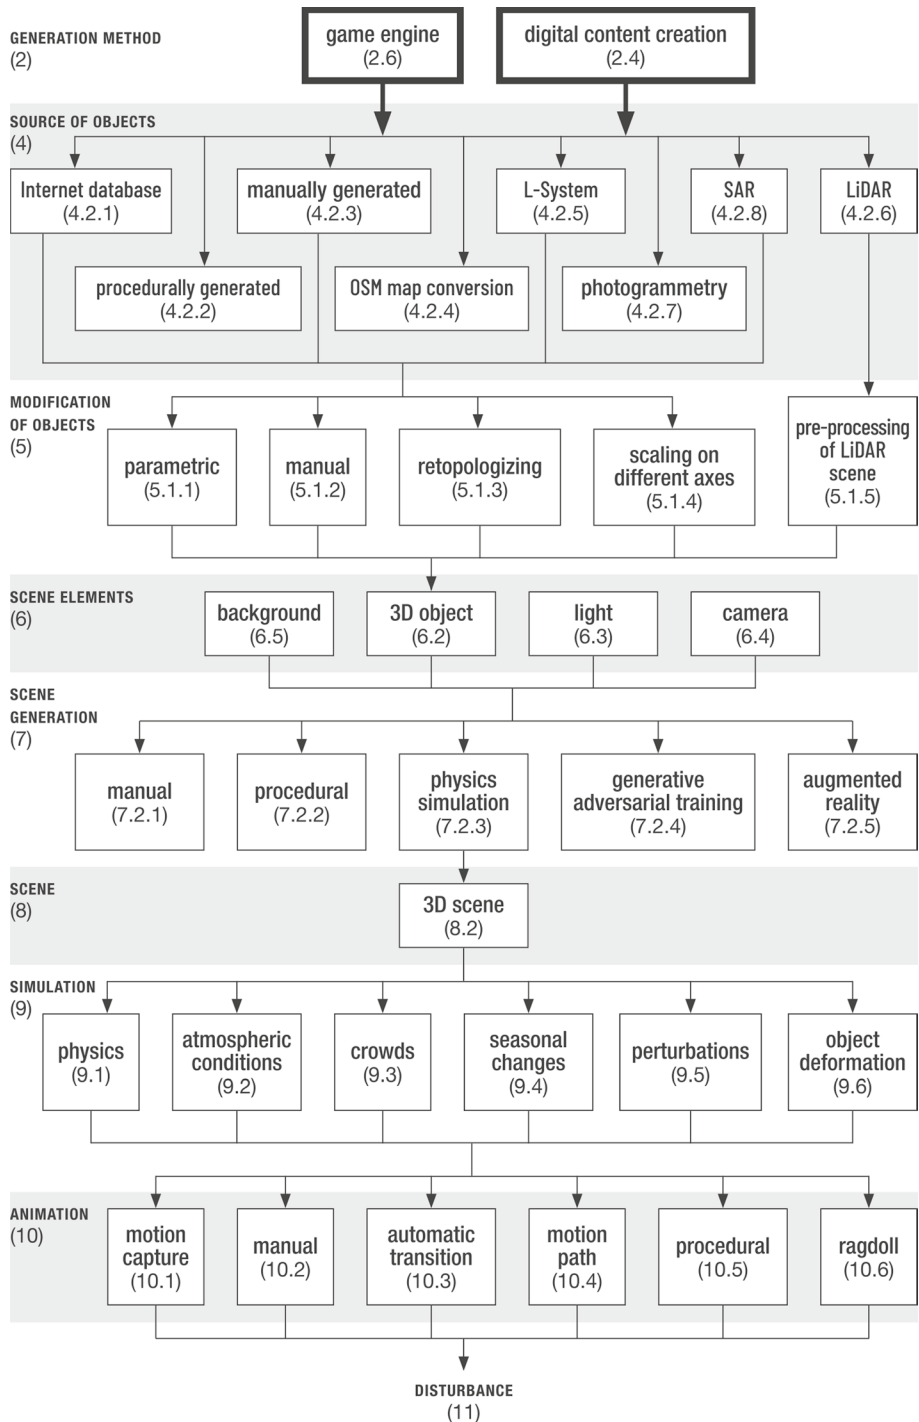 GENERATION METHOD
(2)
game engine
(2.6)
digital content creation
(2.4)
SOURCE OF OBJECTS
(4)
Internet database
(4.2.1)
manually generated
(4.2.3)
L-System
(4.2.5)
SAR
(4.2.8)
LiDAR
(4.2.6)
procedurally generated
(4.2.2)
OSM map conversion
(4.2.4)
photogrammetry
(4.2.7)
MODIFICATION
OF OBJECTS
(5)
parametric
(5.1.1)
manual
(5.1.2)
retopologizing
(5.1.3)
scaling on
different axes
(5.1.4)
pre-processing
of LiDAR
scene
(5.1.5)
SCENE ELEMENTS
(6)
background
(6.5)
3D object
(6.2)
light
(6.3)
camera
(6.4)
SCENE
GENERATION
(7)
manual
(7.2.1)
procedural
(7.2.2)
physics
simulation
(7.2.3)
generative
adversarial training
(7.2.4)
augmented
reality
(7.2.5)
SCENE
(8)
3D scene
(8.2)
SIMULATION
(9)
physics
(9.1)
atmospheric
conditions
(9.2)
crowds
(9.3)
seasonal
changes
(9.4)
perturbations
(9.5)
object
deformation
(9.6)
ANIMATION
(10)
motion
capture
(10.1)
manual
(10.2)
automatic
transition
(10.3)
motion
path
(10.4)
procedural
(10.5)
ragdoll
(10.6)
DISTURBANCE
(11)